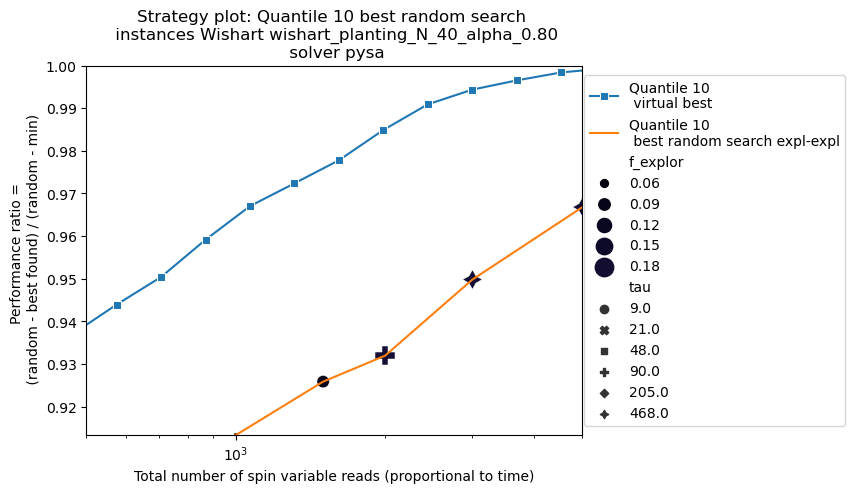 Strategy plot: Quantile 10 best random search
instances Wishart wishart_planting_N_40_alpha_0.80
solver pysa
1.00
0.99
0.98
0.97
0.96
0.95
0.94
0.93
0.92
Performance ratio =
(random - best found) / (random - min)
10^3
Total number of spin variable reads (proportional to time)
Quantile 10
virtual best
Quantile 10
best random search expl-expl
f_explor
0.06
0.09
0.12
0.15
0.18
tau
9.0
21.0
48.0
90.0
205.0
468.0